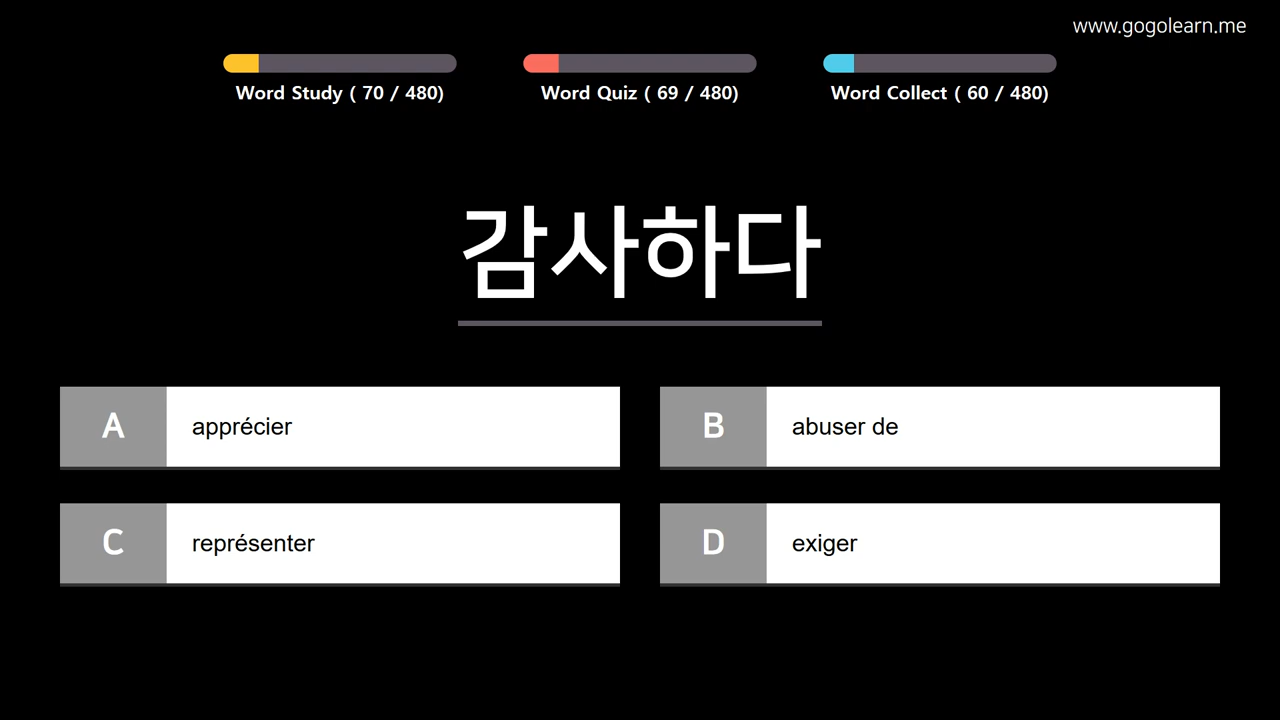 www.gogolearn.me
Word Study ( 70 / 480)
Word Quiz ( 69 / 480)
Word Collect ( 60 / 480)
감사하다
A apprécier
B abuser de
C représenter
D exiger